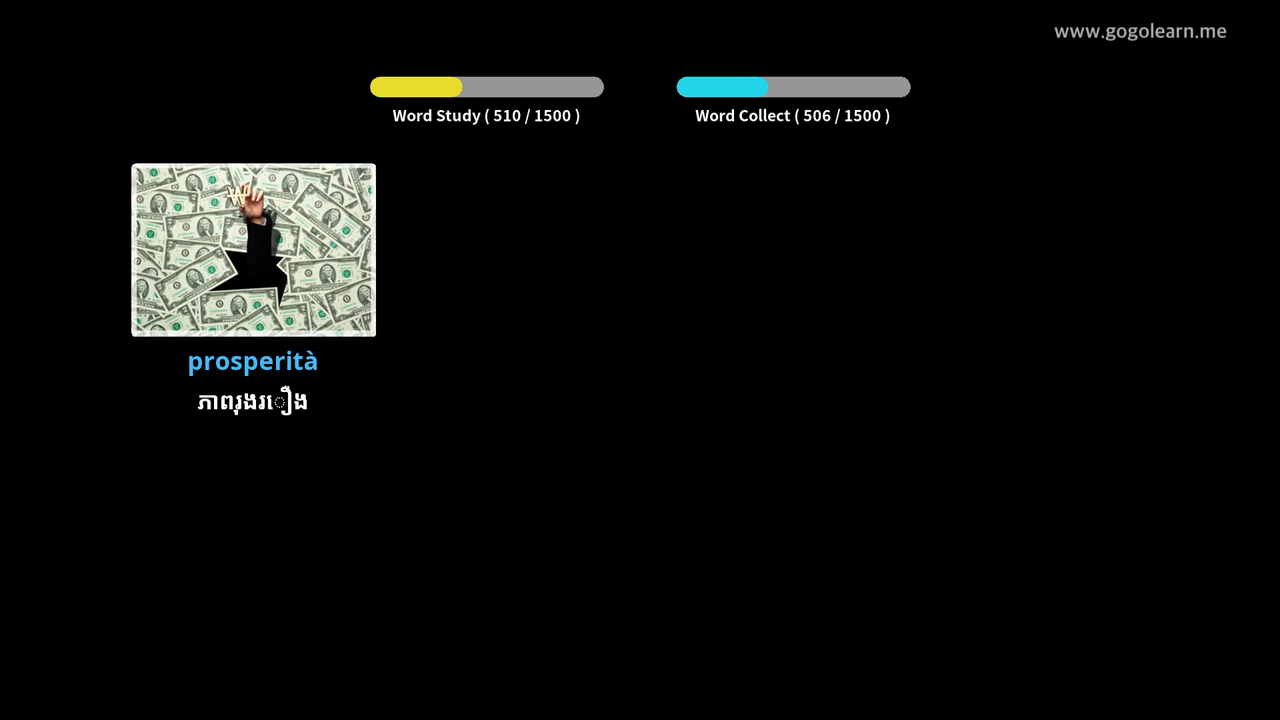 www.gogolearn.me
Word Study ( 510 / 1500 )
Word Collect ( 506 / 1500 )
₩
prosperità
ភាពរុងរឿង